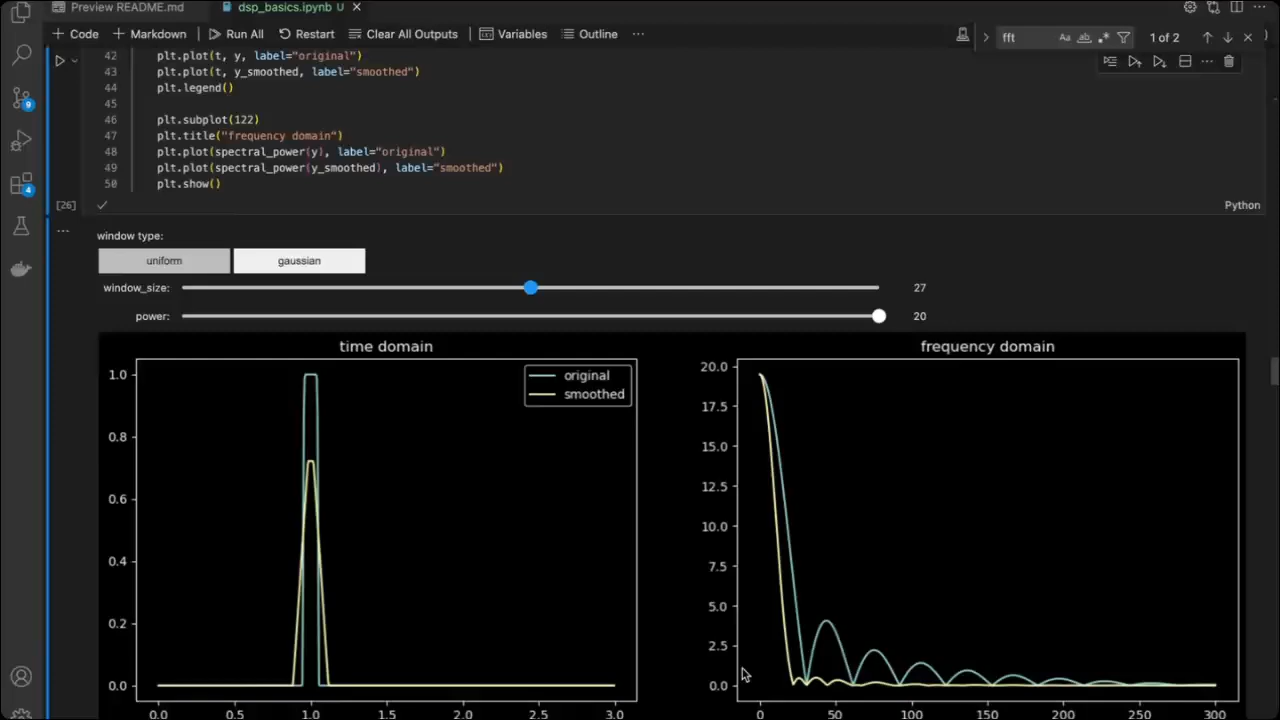 Preview README.md
dsp_basics.ipynb U
Code
Markdown
Run All
Restart
Clear All Outputs
Variables
Outline
fft
Aa
ab
1 of 2
42 plt.plot(t, y, label="original")
43 plt.plot(t, y_smoothed, label="smoothed")
44 plt.legend()
45
46 plt.subplot(122)
47 plt.title("frequency domain")
48 plt.plot(spectral_power(y), label="original")
49 plt.plot(spectral_power(y_smoothed), label="smoothed")
50 plt.show()
[26]
Python
9
4
window type:
uniform
gaussian
window_size: 27
power: 20
time domain
original
smoothed
1.0
0.8
0.6
0.4
0.2
0.0
0.0 0.5 1.0 1.5 2.0 2.5 3.0
frequency domain
20.0
17.5
15.0
12.5
10.0
7.5
5.0
2.5
0.0
0 50 100 150 200 250 300